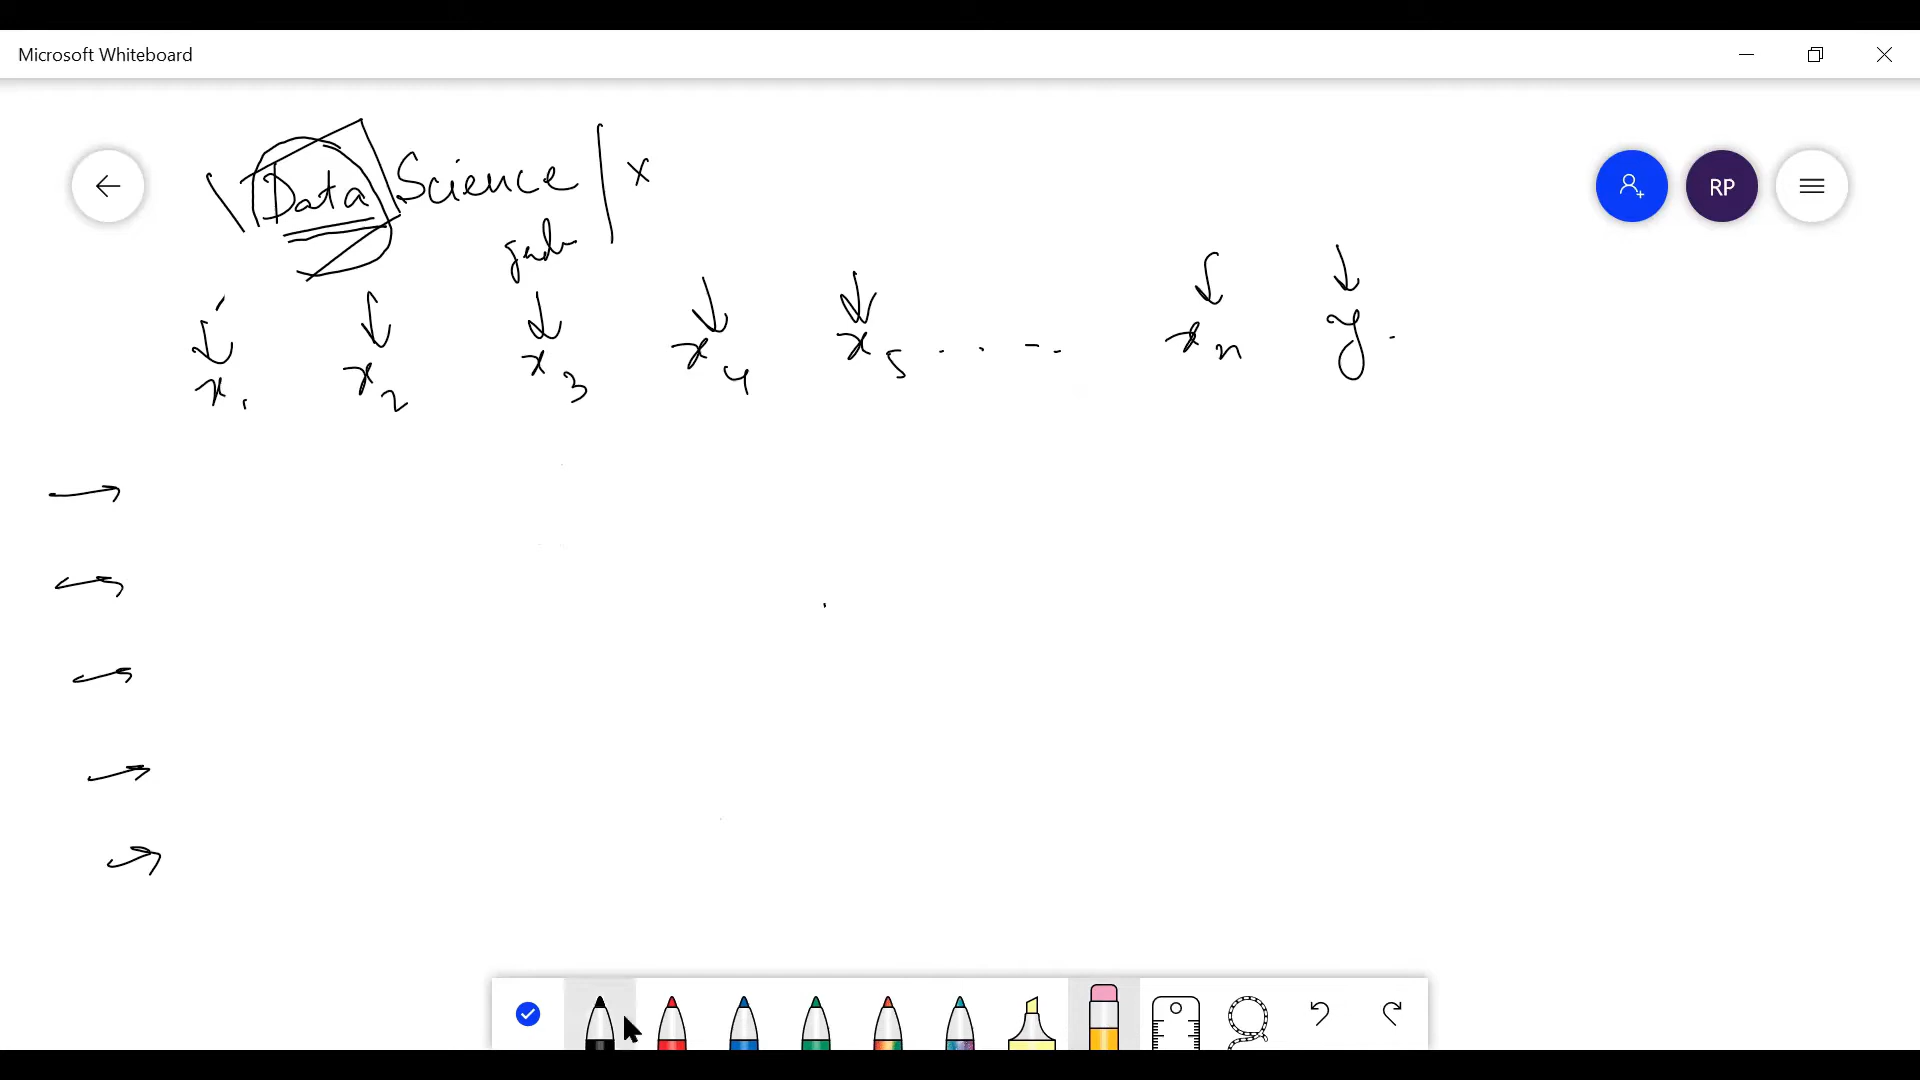 Microsoft Whiteboard
Data Science | x
RP
x₁ x₂ x₃ x₄ x₅ . . . . xₙ y.